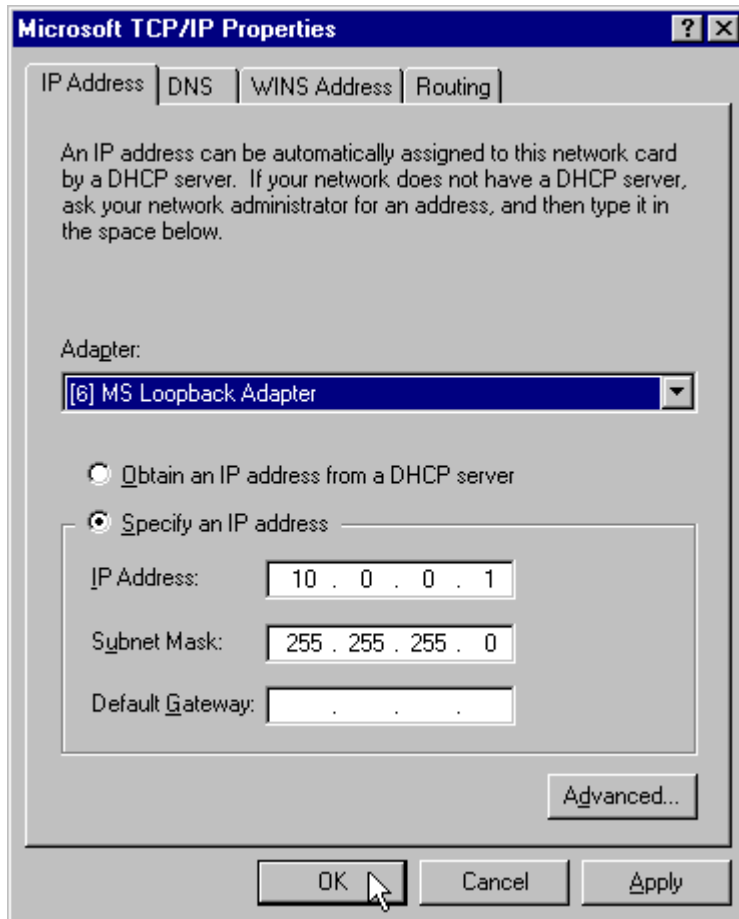 Microsoft TCP/IP Properties
IP Address DNS WINS Address Routing
An IP address can be automatically assigned to this network card
by a DHCP server.  If your network does not have a DHCP server,
ask your network administrator for an address, and then type it in
the space below.
Adapter:
[6] MS Loopback Adapter
Obtain an IP address from a DHCP server
Specify an IP address
IP Address: 10 . 0 . 0 . 1
Subnet Mask: 255 . 255 . 255 . 0
Default Gateway: . . .
Advanced...
OK Cancel Apply